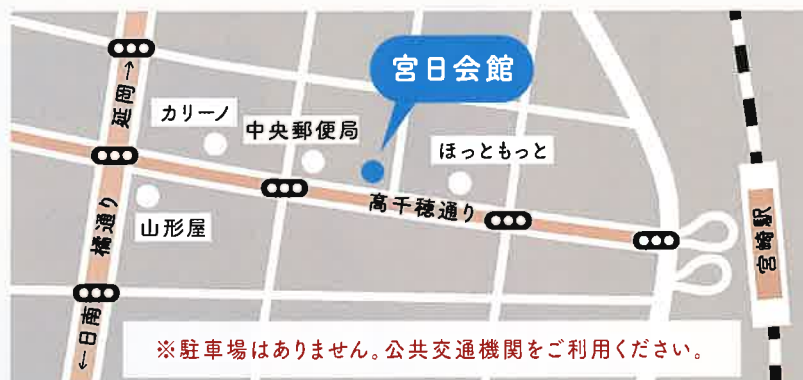 宮日会館
延岡→
カリーノ
中央郵便局
ほっともっと
高千穂通り
橘通り
山形屋
宮崎駅
←日南
※駐車場はありません。公共交通機関をご利用ください。